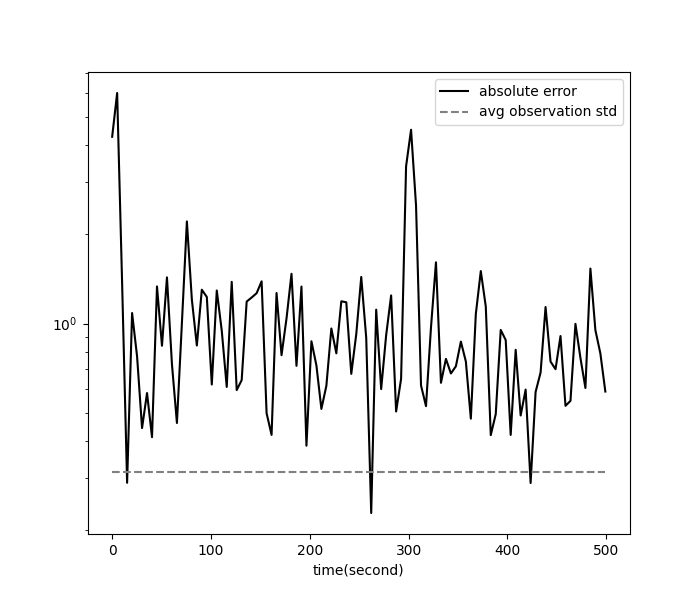 absolute error
avg observation std
10⁰
0 100 200 300 400 500
time(second)